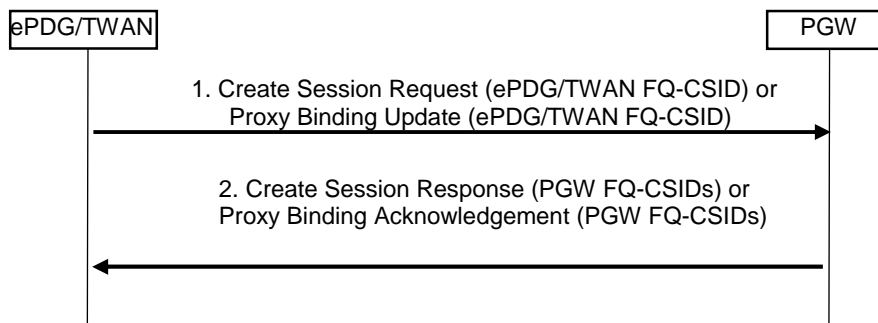 ePDG/TWAN
PGW
1. Create Session Request (ePDG/TWAN FQ-CSID) or
Proxy Binding Update (ePDG/TWAN FQ-CSID)
2. Create Session Response (PGW FQ-CSIDs) or
Proxy Binding Acknowledgement (PGW FQ-CSIDs)